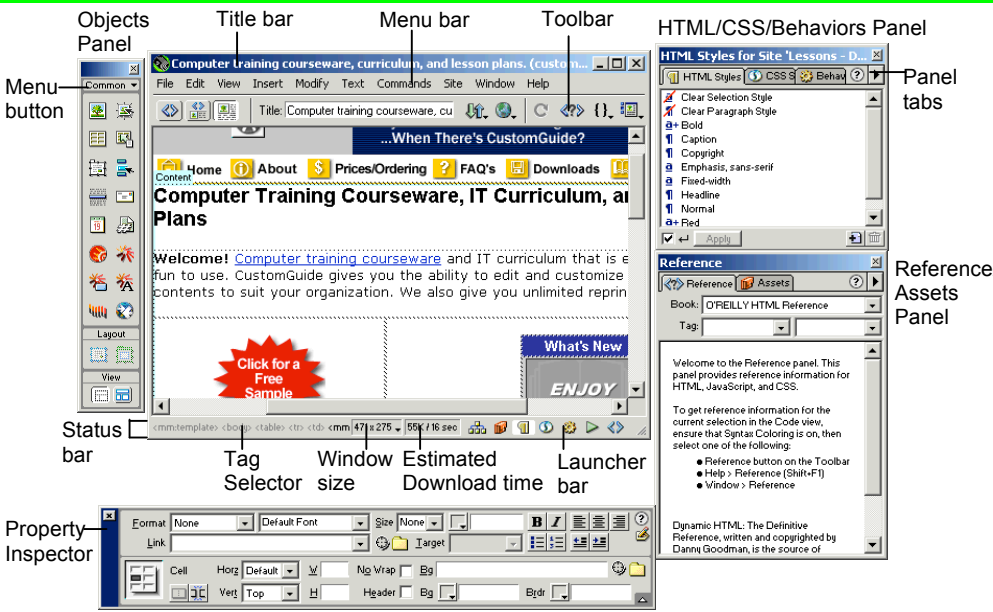 Objects
Panel
Title bar
Menu bar
Toolbar
HTML/CSS/Behaviors Panel
Menu
button
Panel
tabs
Common
Computer training courseware, curriculum, and lesson plans. (custom...
File Edit View Insert Modify Text Commands Site Window Help
Title: Computer training courseware, cu
...When There's CustomGuide?
Home About Prices/Ordering FAQ's Downloads
Content
Computer Training Courseware, IT Curriculum, a
Plans
Welcome! Computer training courseware and IT curriculum that is e
fun to use. CustomGuide gives you the ability to edit and customize
contents to suit your organization. We also give you unlimited reprin
Click for a
Free
Sample
What's New
ENJOY
Layout
View
<mm:template> <body> <table> <tr> <td> <mm 471 x 275 55K / 16 sec
HTML Styles for Site 'Lessons - D...
HTML Styles CSS S Behav
Clear Selection Style
Clear Paragraph Style
a+ Bold
¶ Caption
¶ Copyright
a Emphasis, sans-serif
a Fixed-width
¶ Headline
¶ Normal
a+ Red
Apply
Reference
Reference Assets
Book: O'REILLY HTML Reference
Tag:
Welcome to the Reference panel. This
panel provides reference information for
HTML, JavaScript, and CSS.
To get reference information for the
current selection in the Code view,
ensure that Syntax Coloring is on, then
select one of the following:
● Reference button on the Toolbar
● Help > Reference (Shift+F1)
● Window > Reference
Dynamic HTML: The Definitive
Reference, written and copyrighted by
Danny Goodman, is the source of
Reference
Assets
Panel
Status
bar
Tag
Selector
Window
size
Estimated
Download time
Launcher
bar
Property
Inspector
Format None Default Font Size None B I
Link Target
Cell Horz Default W No Wrap Bg
Vert Top H Header Bg Brdr